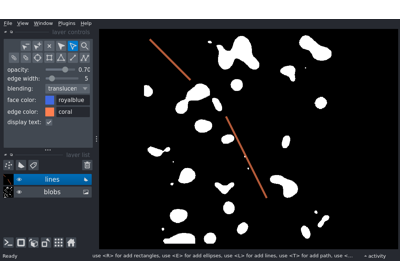 File View Window Plugins Help
layer controls
opacity: 0.70
edge width: 5
blending: translucen
face color: royalblue
edge color: coral
display text:
layer list
lines
blobs
Ready use <R> for add rectangles, use <E> for add ellipses, use <L> for add lines, use <T> for add path, use <... activity